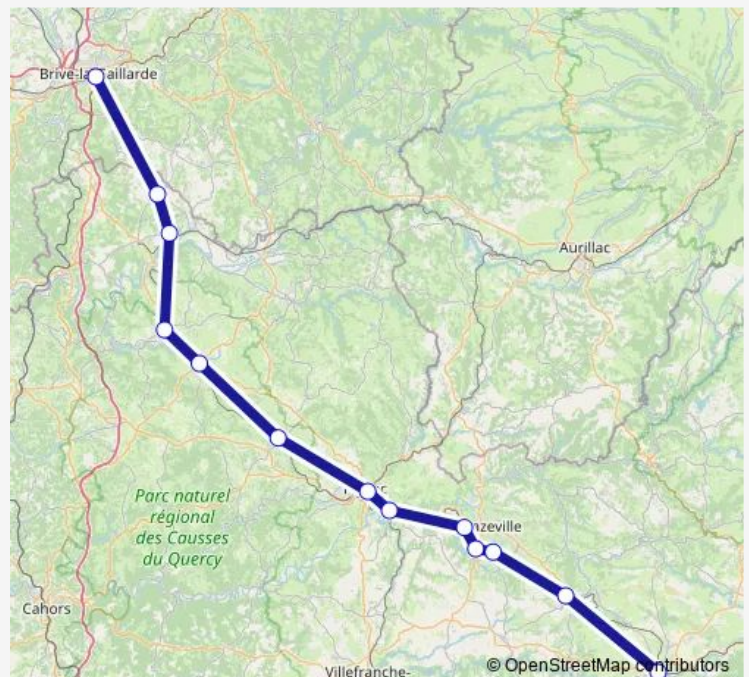 Brive-la-Gaillarde
Aurillac
Parc naturel
régional
des Causses
du Quercy
Cahors
Villefranche-
© OpenStreetMap contributors